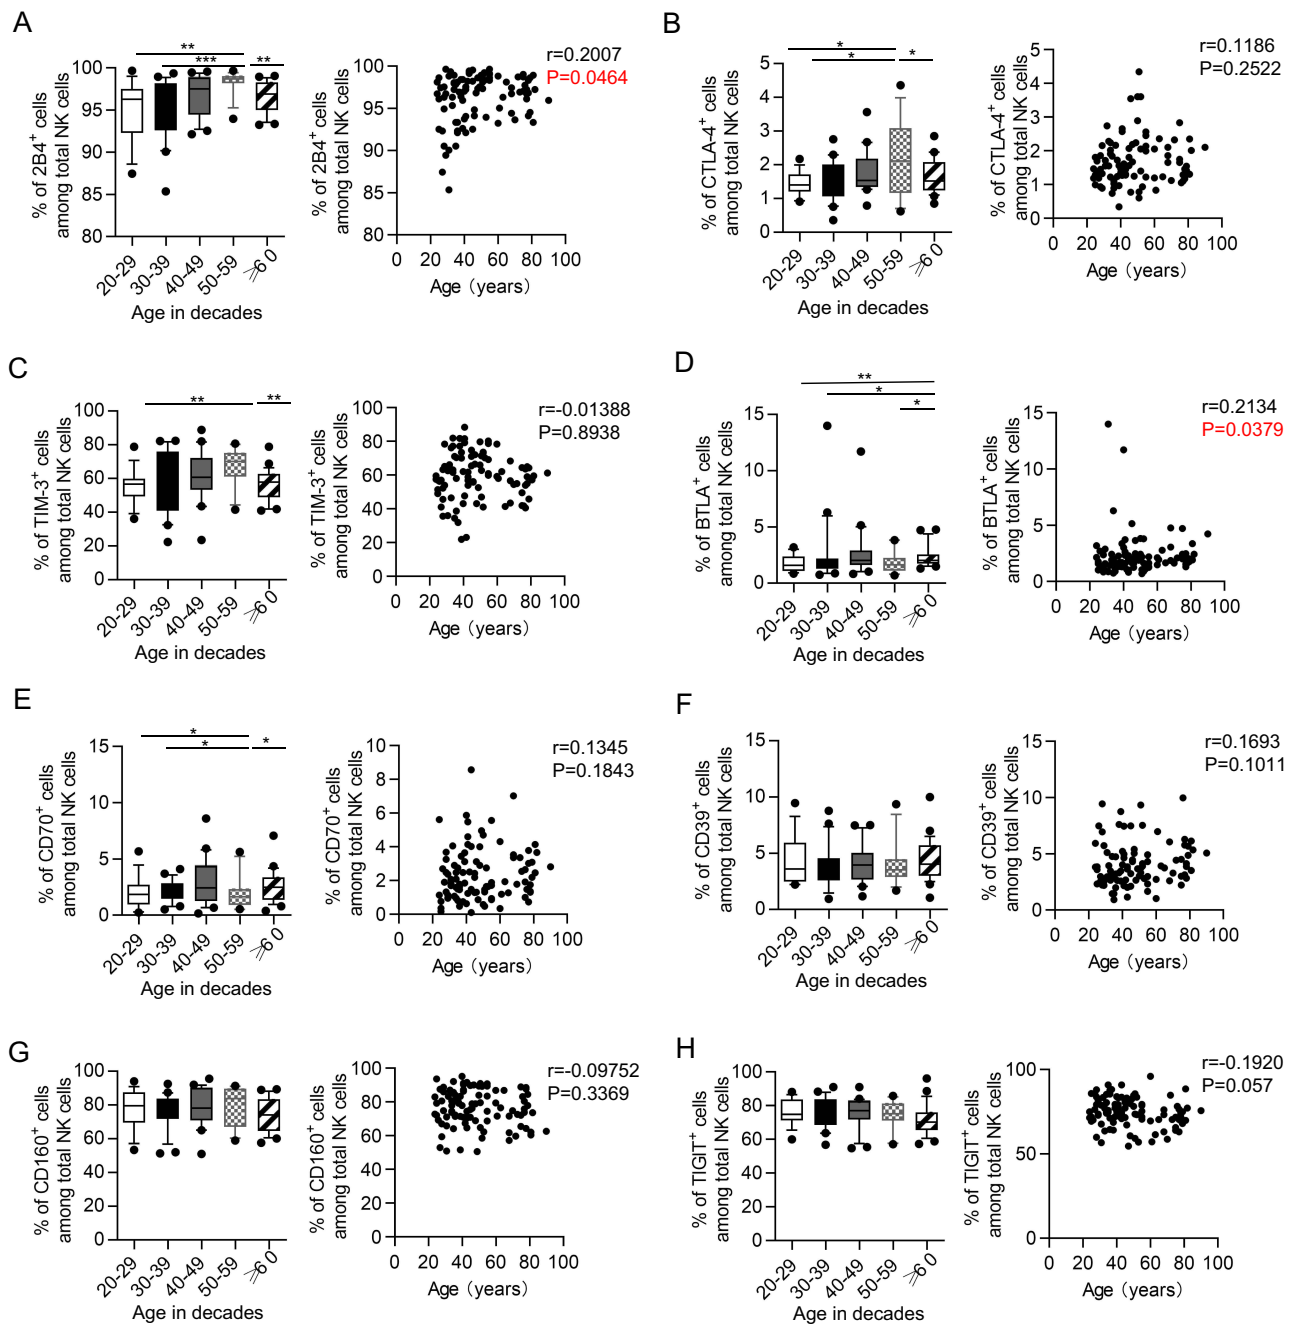 A
% of 2B4+ cells
among total NK cells
**
***
**
100
95
90
85
80
20-29
30-39
40-49
50-59
⩾60
Age in decades
% of 2B4+ cells
among total NK cells
100
95
90
85
80
0
20
40
60
80
100
Age (years)
r=0.2007
P=0.0464
B
% of CTLA-4+ cells
among total NK cells
*
*
*
5
4
3
2
1
0
20-29
30-39
40-49
50-59
⩾60
Age in decades
% of CTLA-4+ cells
among total NK cells
5
4
3
2
1
0
0
20
40
60
80
100
Age (years)
r=0.1186
P=0.2522
C
% of TIM-3+ cells
among total NK cells
**
**
100
80
60
40
20
0
20-29
30-39
40-49
50-59
⩾60
Age in decades
% of TIM-3+ cells
among total NK cells
100
80
60
40
20
0
0
20
40
60
80
100
Age (years)
r=-0.01388
P=0.8938
D
% of BTLA+ cells
among total NK cells
**
*
*
15
10
5
0
20-29
30-39
40-49
50-59
⩾60
Age in decades
% of BTLA+ cells
among total NK cells
15
10
5
0
0
20
40
60
80
100
Age (years)
r=0.2134
P=0.0379
E
% of CD70+ cells
among total NK cells
*
*
*
15
10
5
0
20-29
30-39
40-49
50-59
⩾60
Age in decades
% of CD70+ cells
among total NK cells
10
8
6
4
2
0
0
20
40
60
80
100
Age (years)
r=0.1345
P=0.1843
F
% of CD39+ cells
among total NK cells
15
10
5
0
20-29
30-39
40-49
50-59
⩾60
Age in decades
% of CD39+ cells
among total NK cells
15
10
5
0
0
20
40
60
80
100
Age (years)
r=0.1693
P=0.1011
G
% of CD160+ cells
among total NK cells
100
80
60
40
20
0
20-29
30-39
40-49
50-59
⩾60
Age in decades
% of CD160+ cells
among total NK cells
100
80
60
40
20
0
0
20
40
60
80
100
Age (years)
r=-0.09752
P=0.3369
H
% of TIGIT+ cells
among total NK cells
100
80
60
40
20
0
20-29
30-39
40-49
50-59
⩾60
Age in decades
% of TIGIT+ cells
among total NK cells
100
50
0
0
20
40
60
80
100
Age (years)
r=-0.1920
P=0.057